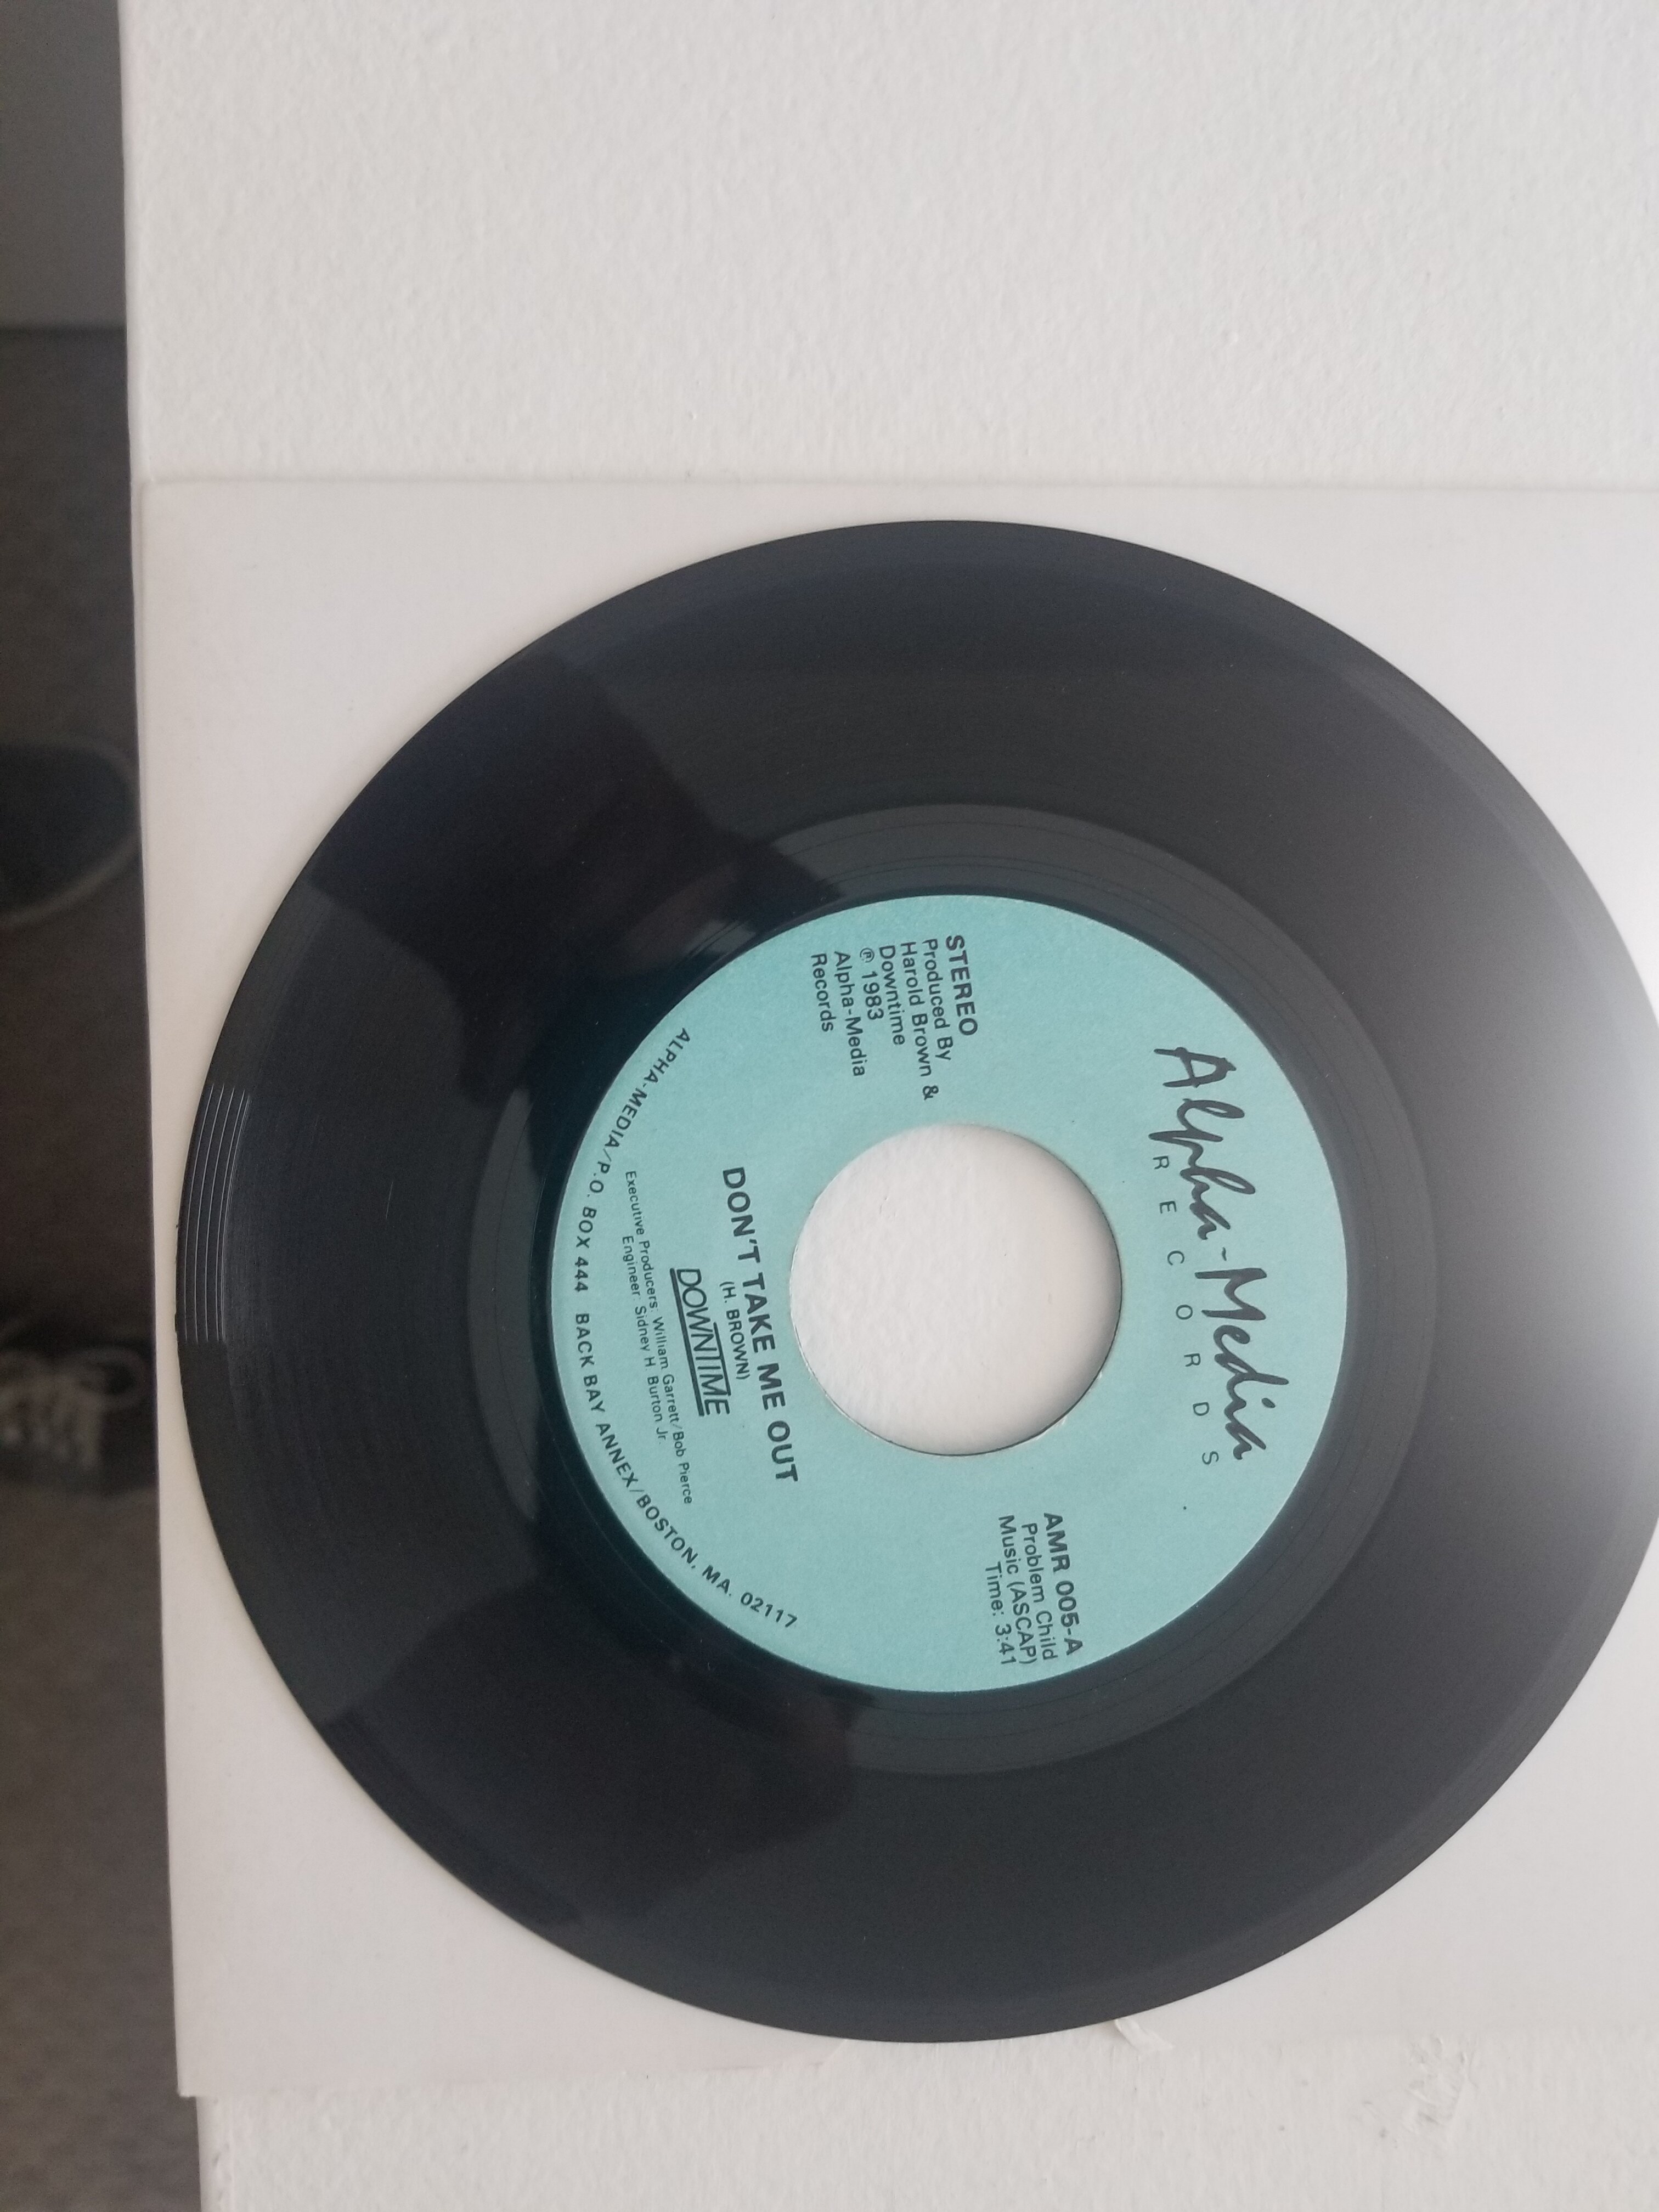 Alpha-Media
RECORDS
STEREO
Produced By
Harold Brown &
Downtime
℗ 1983
Alpha-Media
Records
AMR 005-A
Problem Child
Music (ASCAP)
Time: 3:41
DON'T TAKE ME OUT
(H. BROWN)
DOWNTIME
Executive Producers: William Garrett/Bob Pierce
Engineer: Sidney H. Burton Jr.
ALPHA-MEDIA/P.O. BOX 444 BACK BAY ANNEX/BOSTON, MA. 02117